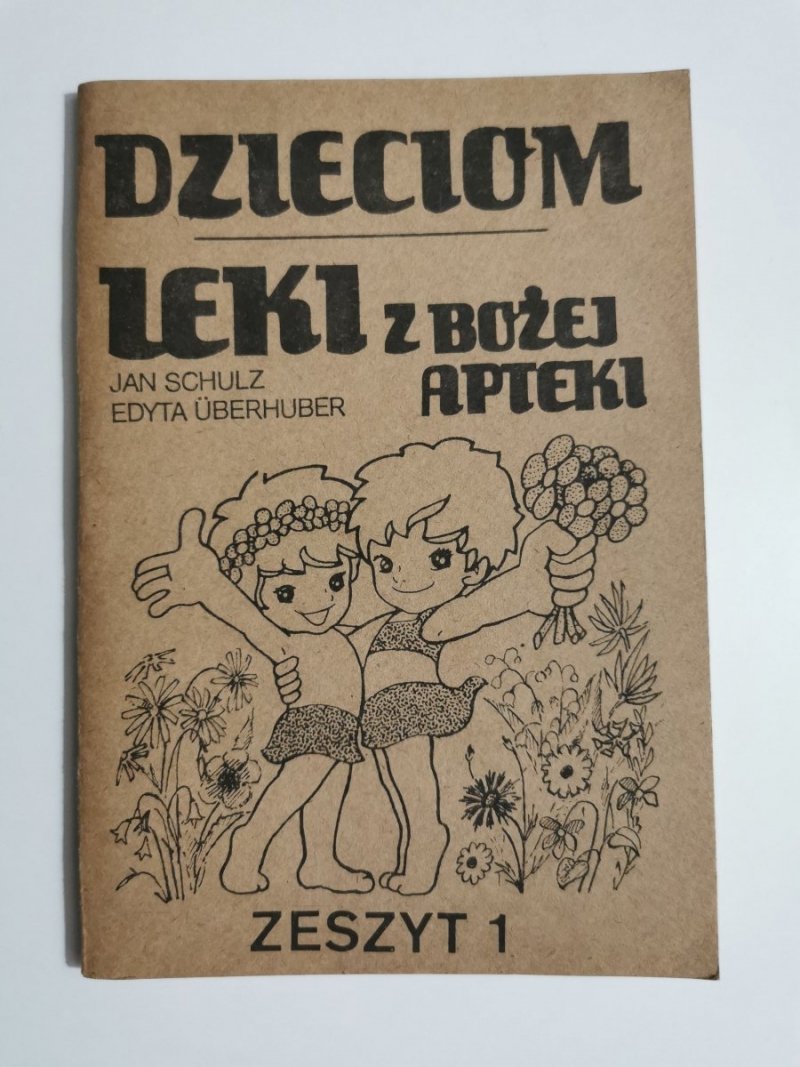 DZIECIOM
LEKI Z BOŻEJ
APTEKI
JAN SCHULZ
EDYTA ÜBERHUBER
ZESZYT 1